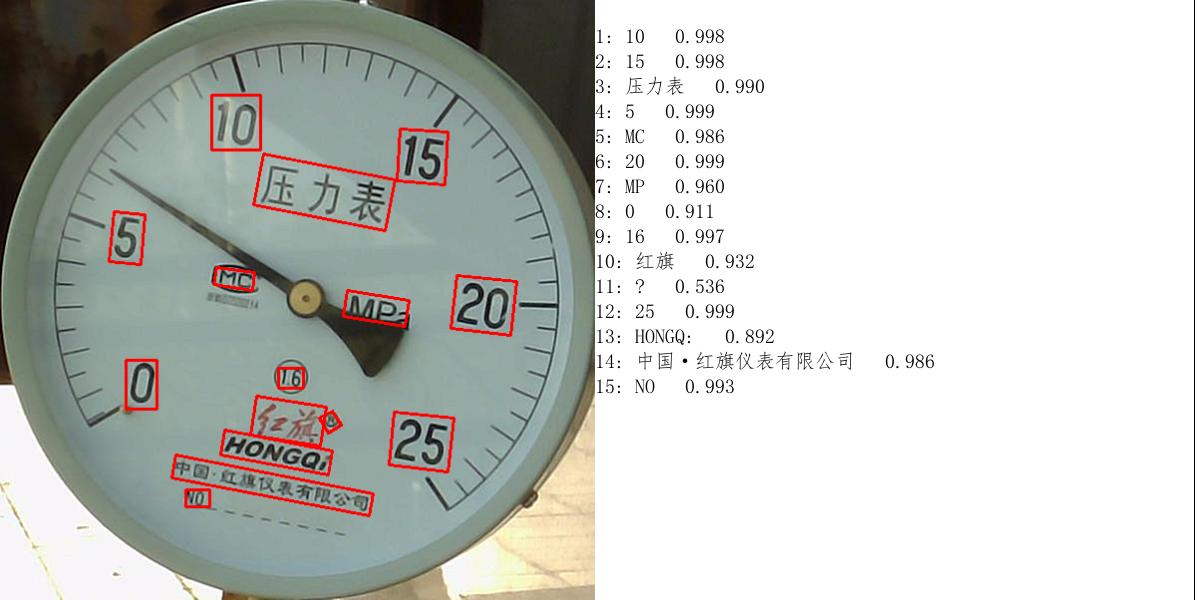 10
15
压力表
5
MC
20
MPa
0
1.6
红旗®
25
HONGQi
中国·红旗仪表有限公司
NO
1: 10 0.998
2: 15 0.998
3: 压力表 0.990
4: 5 0.999
5: MC 0.986
6: 20 0.999
7: MP 0.960
8: 0 0.911
9: 16 0.997
10: 红旗 0.932
11: ? 0.536
12: 25 0.999
13: HONGQ: 0.892
14: 中国·红旗仪表有限公司 0.986
15: NO 0.993